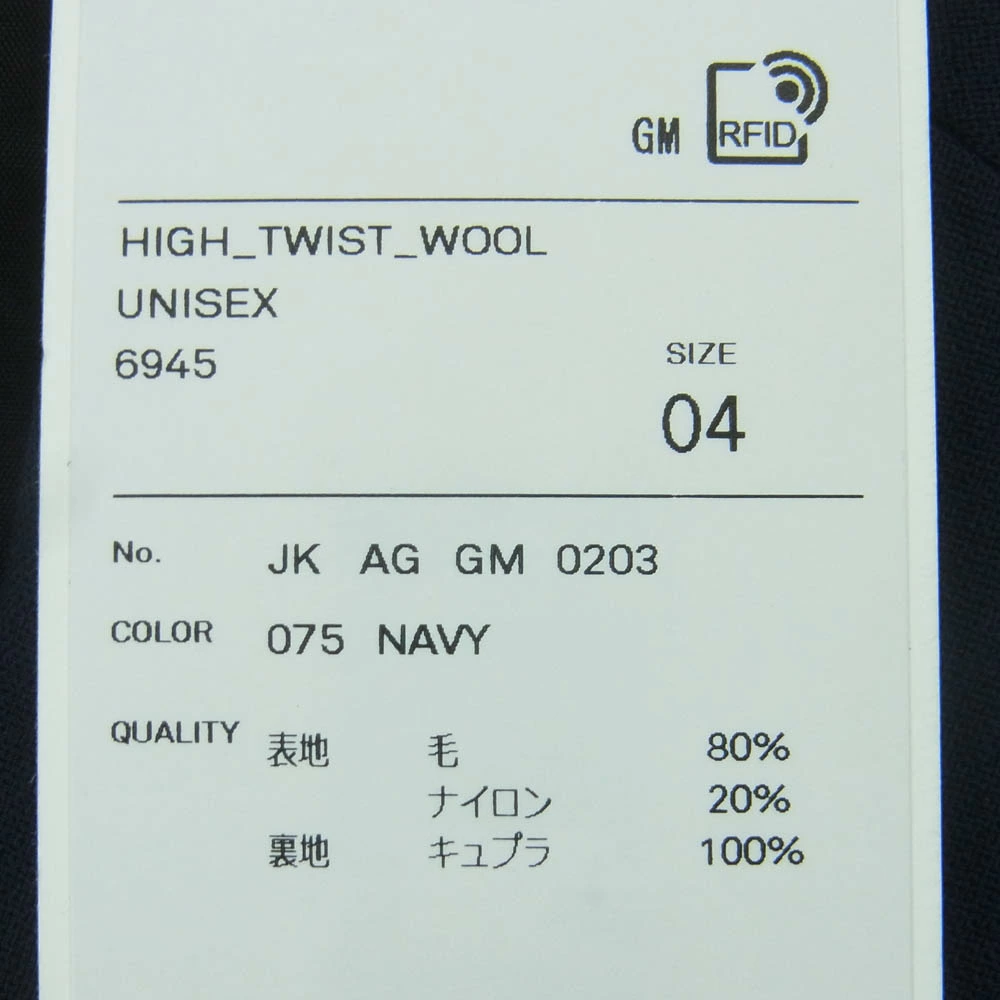 GM RFID
HIGH_TWIST_WOOL
UNISEX
6945
SIZE
04
No. JK AG GM 0203
COLOR 075 NAVY
QUALITY 表地 毛 80%
ナイロン 20%
裏地 キュプラ 100%